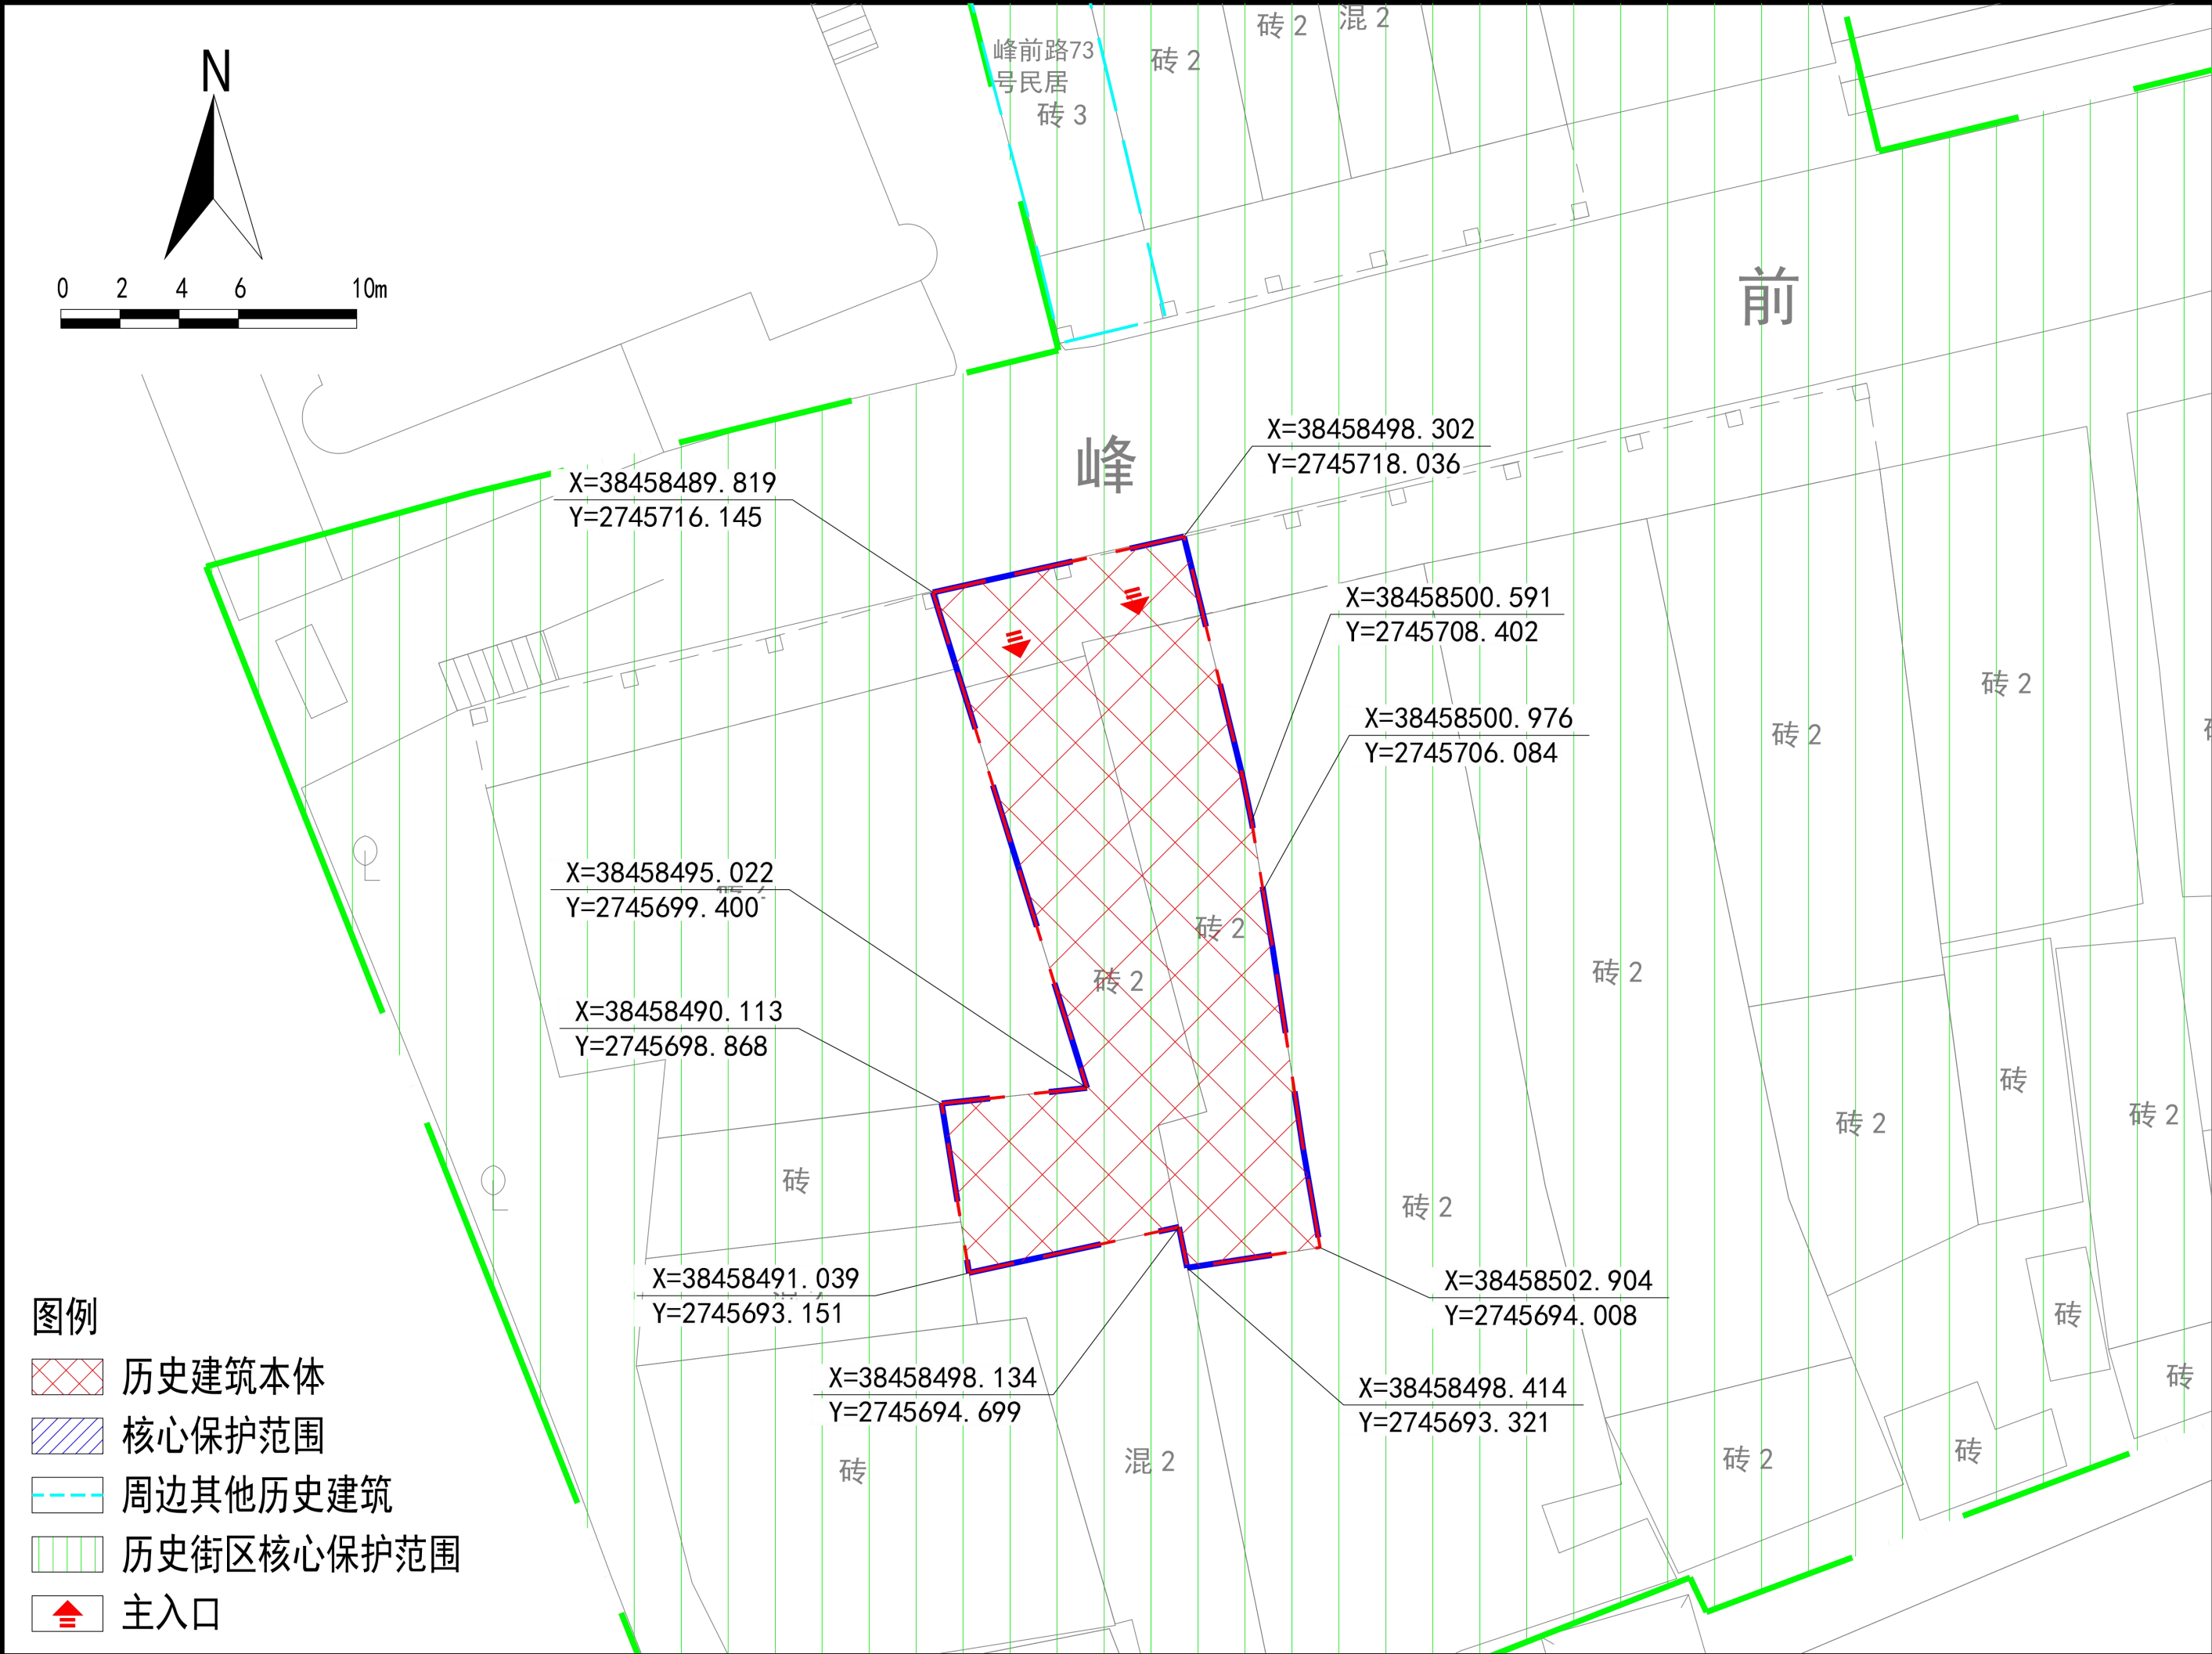 N
0 2 4 6 10m
峰前路73
号民居
砖 3
砖 2
砖 2
混 2
前
峰
X=38458498.302
Y=2745718.036
X=38458489.819
Y=2745716.145
X=38458500.591
Y=2745708.402
X=38458500.976
Y=2745706.084
砖 2
砖 2
X=38458495.022
Y=2745699.400
砖 2
砖 2
砖 2
X=38458490.113
Y=2745698.868
砖
砖 2
砖 2
砖
砖 2
X=38458491.039
Y=2745693.151
X=38458502.904
Y=2745694.008
砖
砖
X=38458498.134
Y=2745694.699
X=38458498.414
Y=2745693.321
砖
混 2
砖 2
砖
图例
历史建筑本体
核心保护范围
周边其他历史建筑
历史街区核心保护范围
主入口